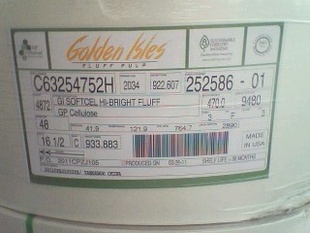 Golden Isles
FLUFF PULP
C63254752H 2034 922.607 252586 - 01
4872 GI SOFTCEL HI-BRIGHT FLUFF 470.0 9480
GP Cellulose 3 F 3
48 41.9 121.9 764.7
16 1/2 C 933.883 MADE IN USA
PRODUCED ON SHELF LIFE - 36 MONTHS